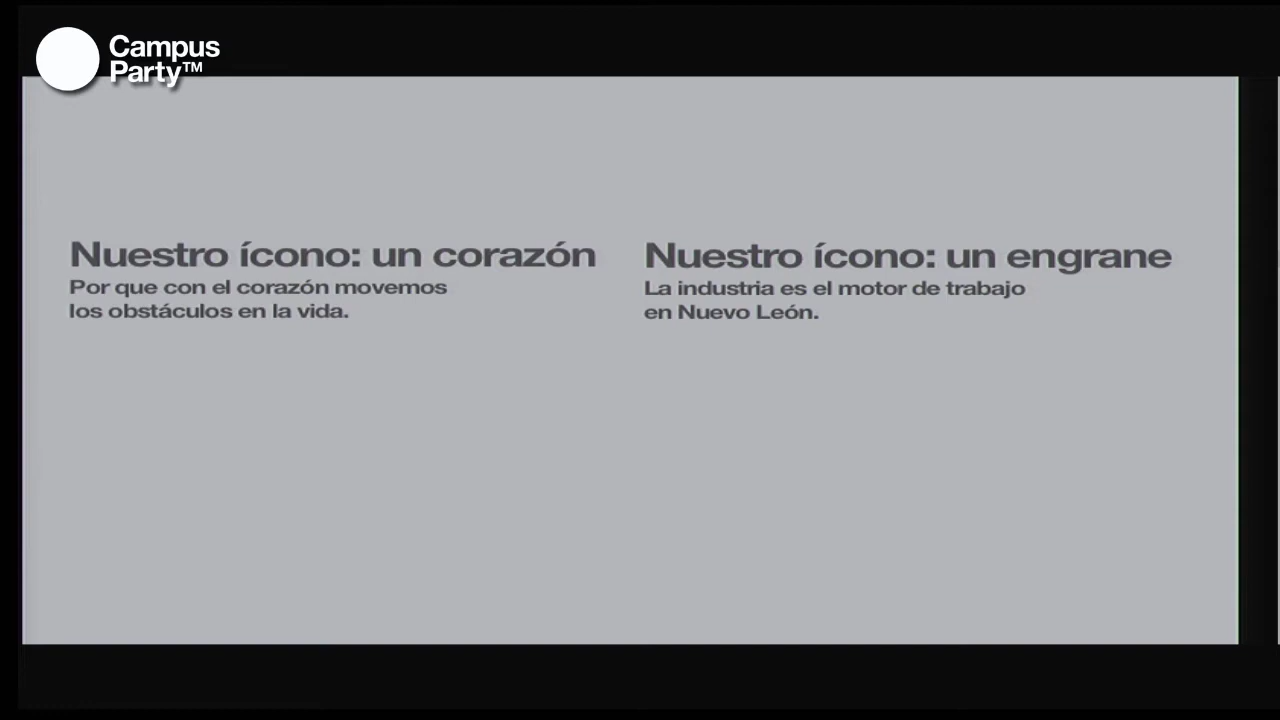 Campus
Party™
Nuestro ícono: un corazón
Por que con el corazón movemos
los obstáculos en la vida.
Nuestro ícono: un engrane
La industria es el motor de trabajo
en Nuevo León.